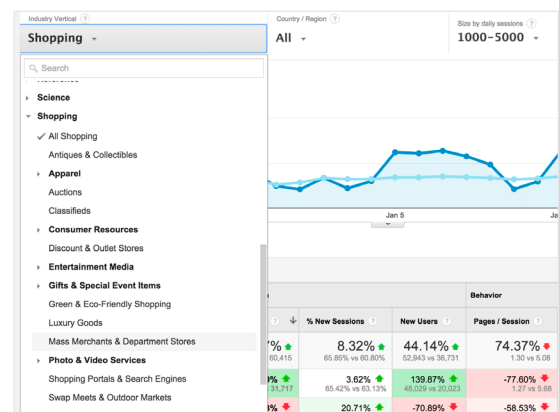 Industry Vertical ?
Country / Region ?
Size by daily sessions ?
Shopping
All
1000-5000
Search
Science
Shopping
All Shopping
Antiques & Collectibles
Apparel
Auctions
Classifieds
Consumer Resources
Discount & Outlet Stores
Entertainment Media
Gifts & Special Event Items
Green & Eco-Friendly Shopping
Luxury Goods
Mass Merchants & Department Stores
Photo & Video Services
Shopping Portals & Search Engines
Swap Meets & Outdoor Markets
Jan 5
Behavior
? % New Sessions ? New Users ? Pages / Session ?
% 8.32% 44.14% 74.37%
60,415 65.85% vs 60.80% 52,943 vs 36,731 1.30 vs 5.08
% 3.62% 139.87% -77.60%
31,717 65.42% vs 63.13% 48,029 vs 20,023 1.27 vs 5.68
% 20.71% -70.89% -58.53%